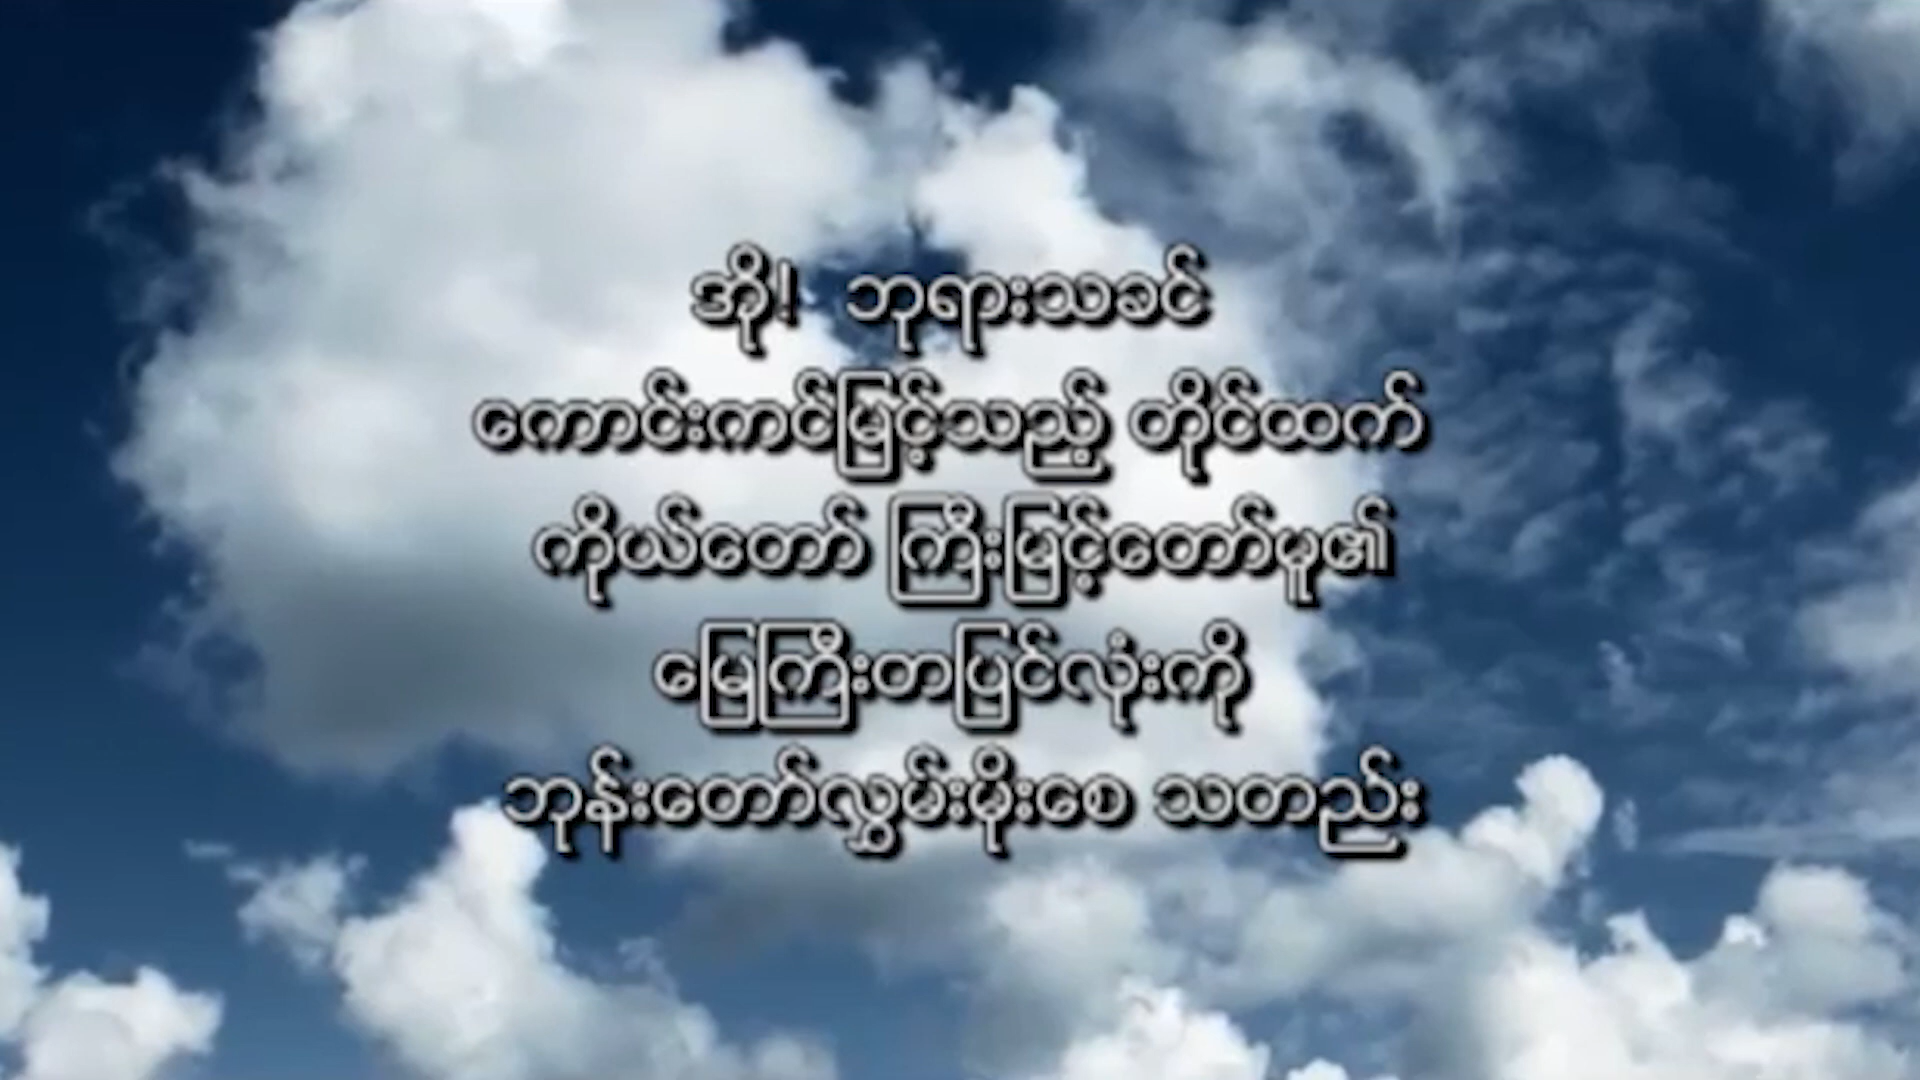 အို! ဘုရားသခင်
ကောင်းကင်မြင့်သည့် တိုင်ထက်
ကိုယ်တော် ကြီးမြင့်တော်မူ၏
မြေကြီးတပြင်လုံးကို
ဘုန်းတော်လွှမ်းမိုးစေ သတည်း